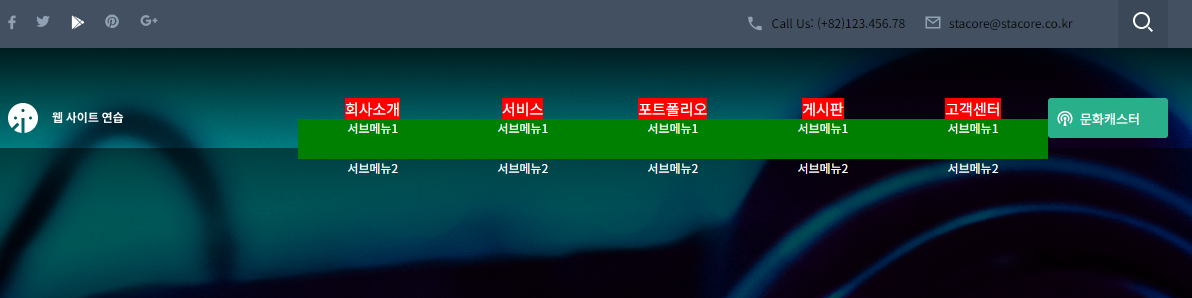 Call Us: (+82)123.456.78
stacore@stacore.co.kr
웹 사이트 연습
회사소개 서비스 포트폴리오 게시판 고객센터
문화캐스터
서브메뉴1 서브메뉴1 서브메뉴1 서브메뉴1 서브메뉴1
서브메뉴2 서브메뉴2 서브메뉴2 서브메뉴2 서브메뉴2